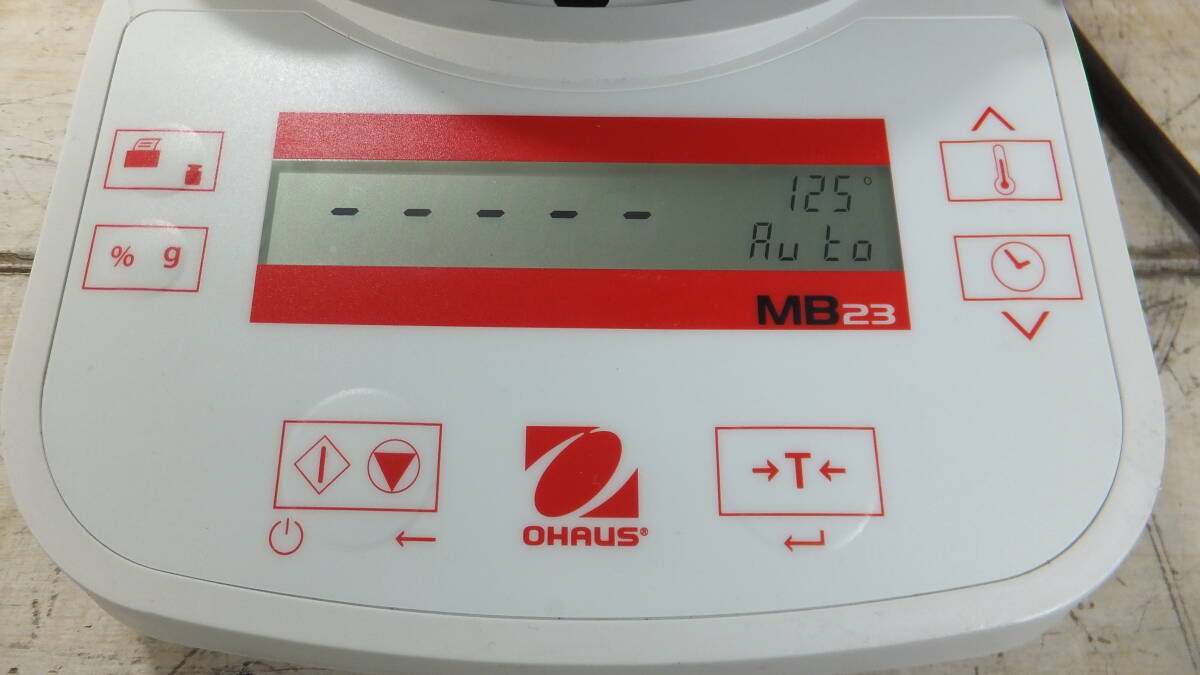 - - - - -
125°
Auto
% g
MB23
→T←
OHAUS®